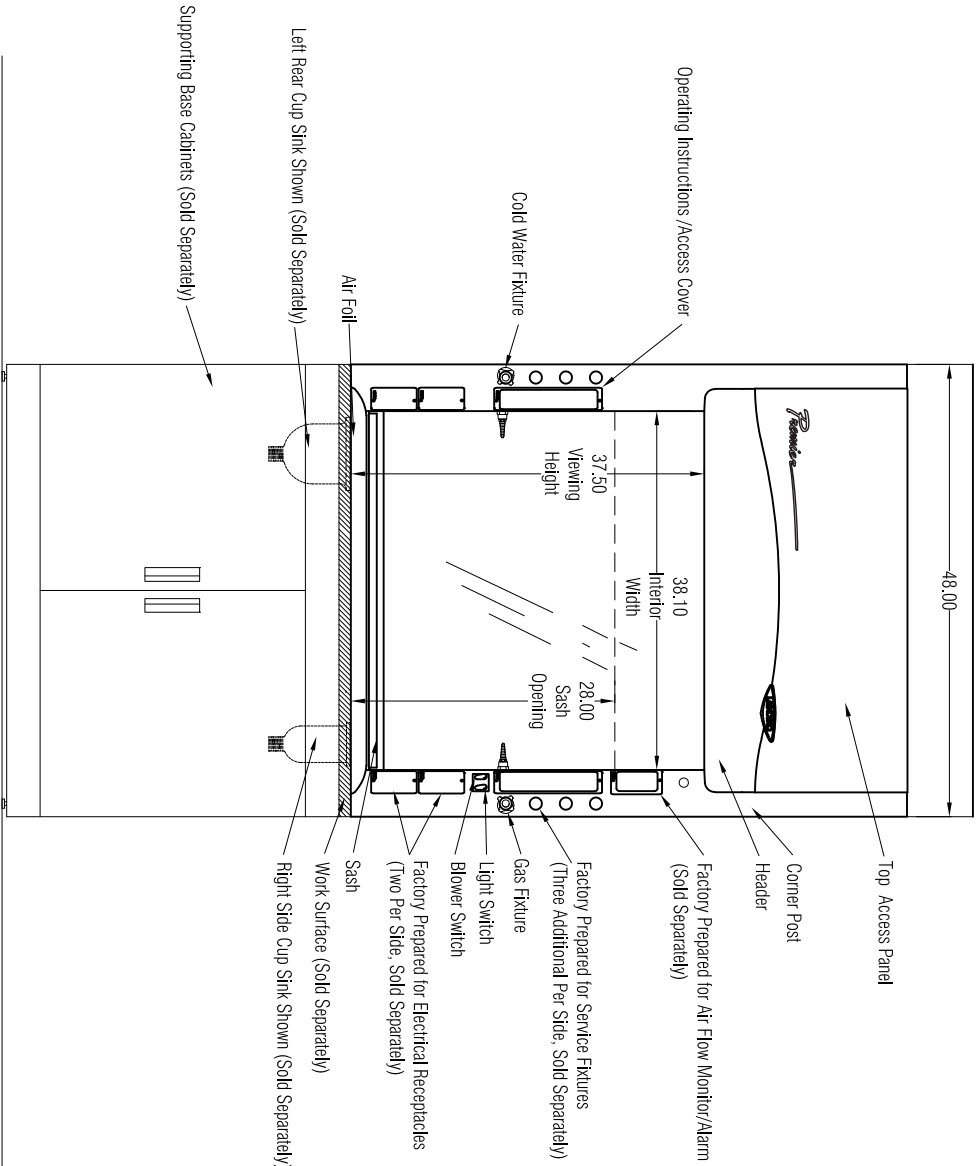 48.00
Top Access Panel
Corner Post
Header
Factory Prepared for Air Flow Monitor/Alarm
(Sold Separately)
Factory Prepared for Service Fixtures
(Three Additional Per Side, Sold Separately)
Gas Fixture
Light Switch
Blower Switch
Factory Prepared for Electrical Receptacles
(Two Per Side, Sold Separately)
Sash
Work Surface (Sold Separately)
Right Side Cup Sink Shown (Sold Separately)
Premier
38.10
Interior
Width
37.50
Viewing
Height
28.00
Sash
Opening
Operating Instructions /Access Cover
Cold Water Fixture
Air Foil
Left Rear Cup Sink Shown (Sold Separately)
Supporting Base Cabinets (Sold Separately)